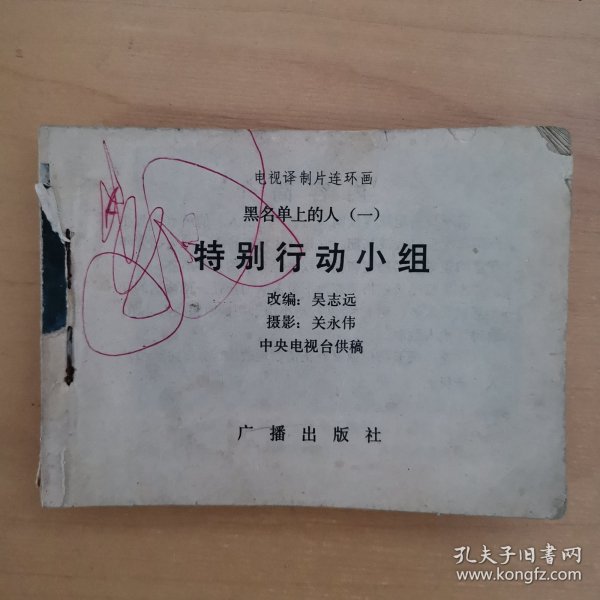 电视译制片连环画
黑名单上的人（一）
特别行动小组
改编：吴志远
摄影：关永伟
中央电视台供稿
广播出版社
孔夫子旧书网
www.kongfz.com